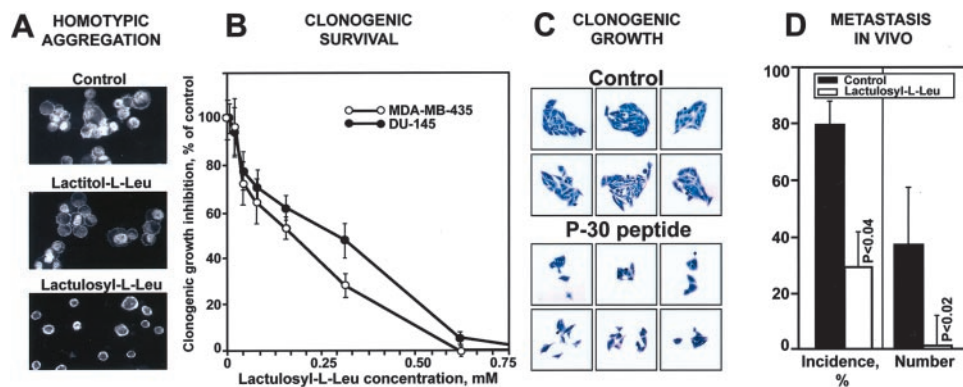 A HOMOTYPIC
AGGREGATION
Control
Lactitol-L-Leu
Lactulosyl-L-Leu
B CLONOGENIC
SURVIVAL
Clonogenic growth inhibition, % of control
100
80
60
40
20
0
MDA-MB-435
DU-145
0 0.25 0.50 0.75
Lactulosyl-L-Leu concentration, mM
C CLONOGENIC
GROWTH
Control
P-30 peptide
D METASTASIS
IN VIVO
100
80
60
40
20
0
Control
Lactulosyl-L-Leu
P<0.04
P<0.02
Incidence, Number
%